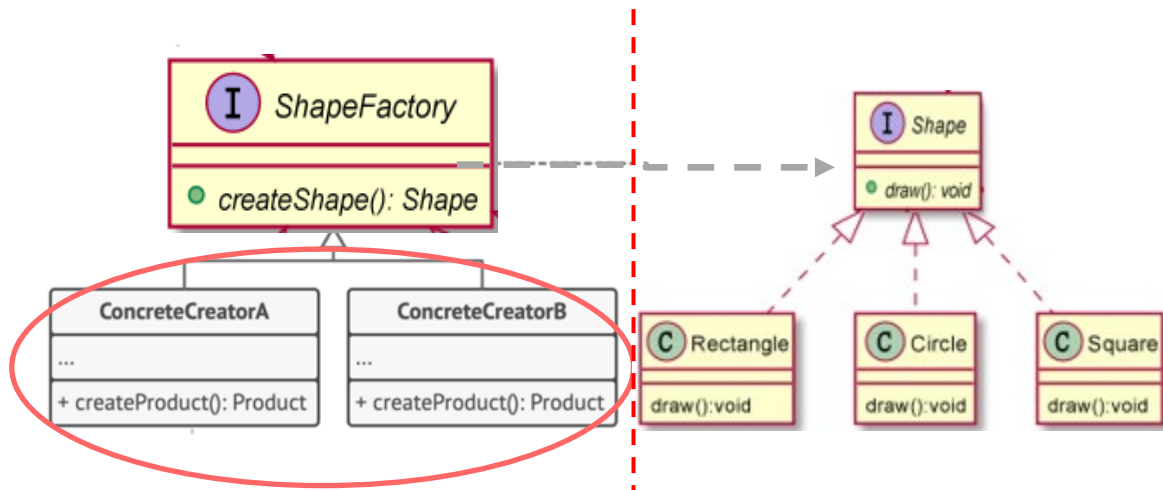 I ShapeFactory
createShape(): Shape
ConcreteCreatorA
...
+ createProduct(): Product
ConcreteCreatorB
...
+ createProduct(): Product
I Shape
draw(): void
C Rectangle
draw():void
C Circle
draw():void
C Square
draw():void